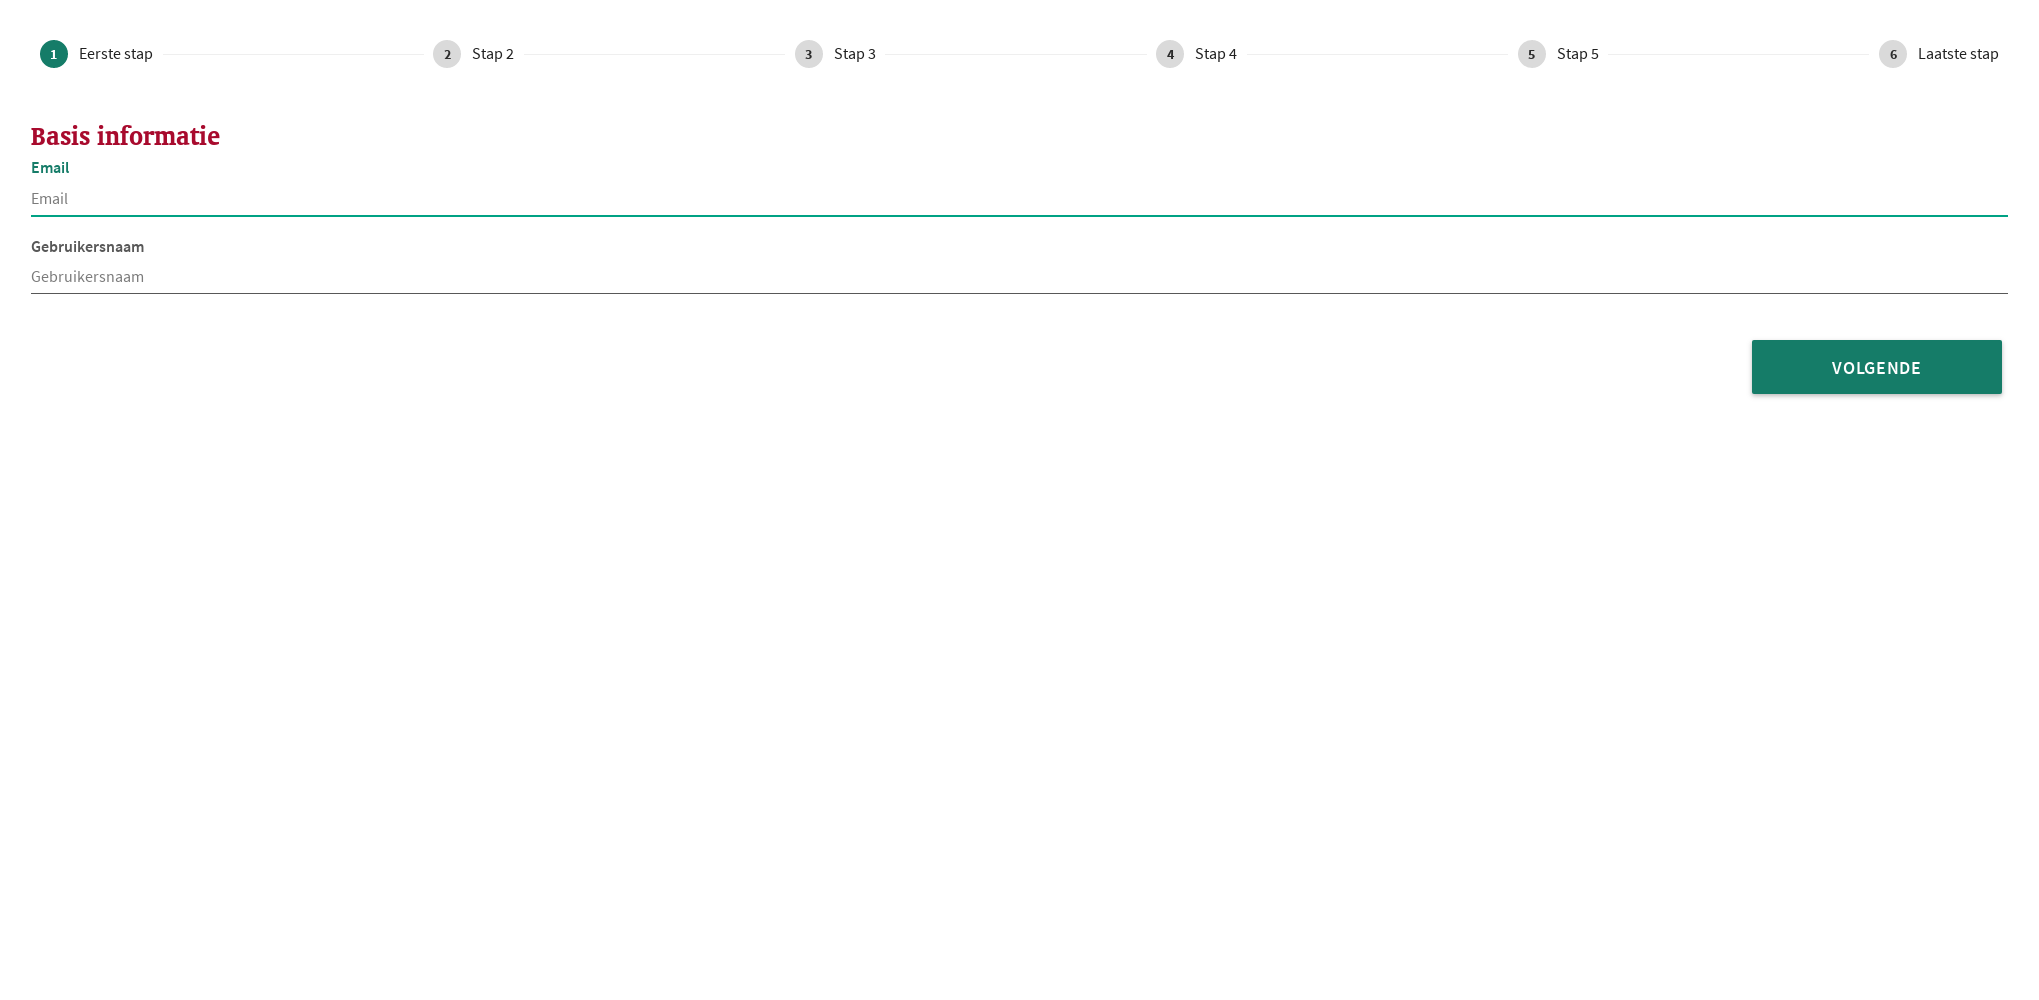 1 Eerste stap 2 Stap 2 3 Stap 3 4 Stap 4 5 Stap 5 6 Laatste stap
Basis informatie
Email
Email
Gebruikersnaam
Gebruikersnaam
VOLGENDE